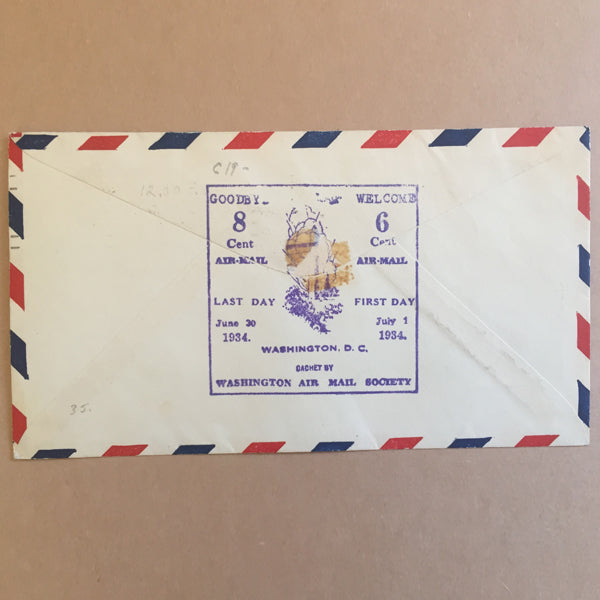 C19-
12.00
GOODBY WELCOME
8 6
Cent Cent
AIR-MAIL AIR-MAIL
LAST DAY FIRST DAY
June 30 July 1
1934. 1934.
WASHINGTON, D. C.
CACHET BY
WASHINGTON AIR MAIL SOCIETY
35.